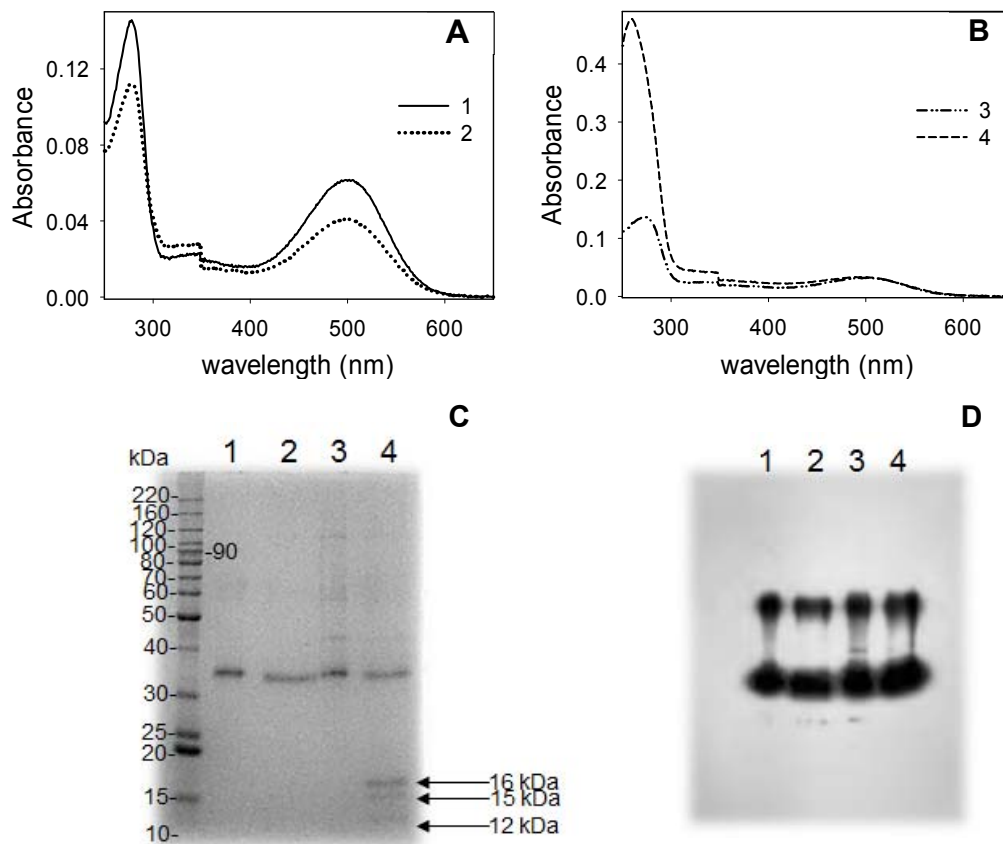 A
0.12
0.08
0.04
0.00
Absorbance
1
2
300 400 500 600
wavelength (nm)
B
0.4
0.3
0.2
0.1
0.0
Absorbance
3
4
300 400 500 600
wavelength (nm)
C
kDa 1 2 3 4
220-
160-
120-
100-
-90
80-
70-
60-
50-
40-
30-
25-
20-
15-
10-
16 kDa
15 kDa
12 kDa
D
1 2 3 4